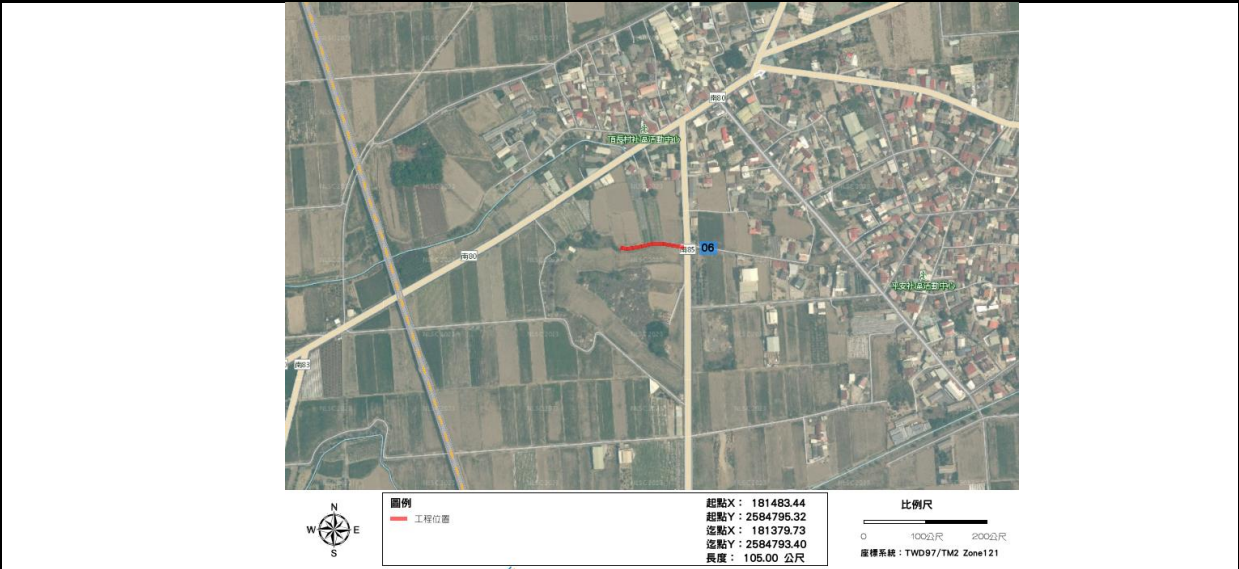 南80
頂長村社區活動中心
南85
06
南80
平安社區活動中心
南83
N
W
E
S
圖例
工程位置
起點X： 181483.44
起點Y：2584795.32
迄點X： 181379.73
迄點Y：2584793.40
長度： 105.00 公尺
比例尺
0 100公尺 200公尺
座標系統：TWD97/TM2 Zone121